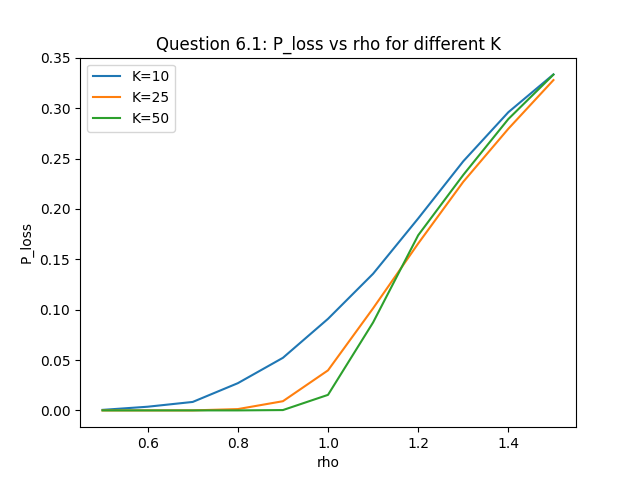 Question 6.1: P_loss vs rho for different K
K=10
K=25
K=50
P_loss
0.35
0.30
0.25
0.20
0.15
0.10
0.05
0.00
0.6 0.8 1.0 1.2 1.4
rho